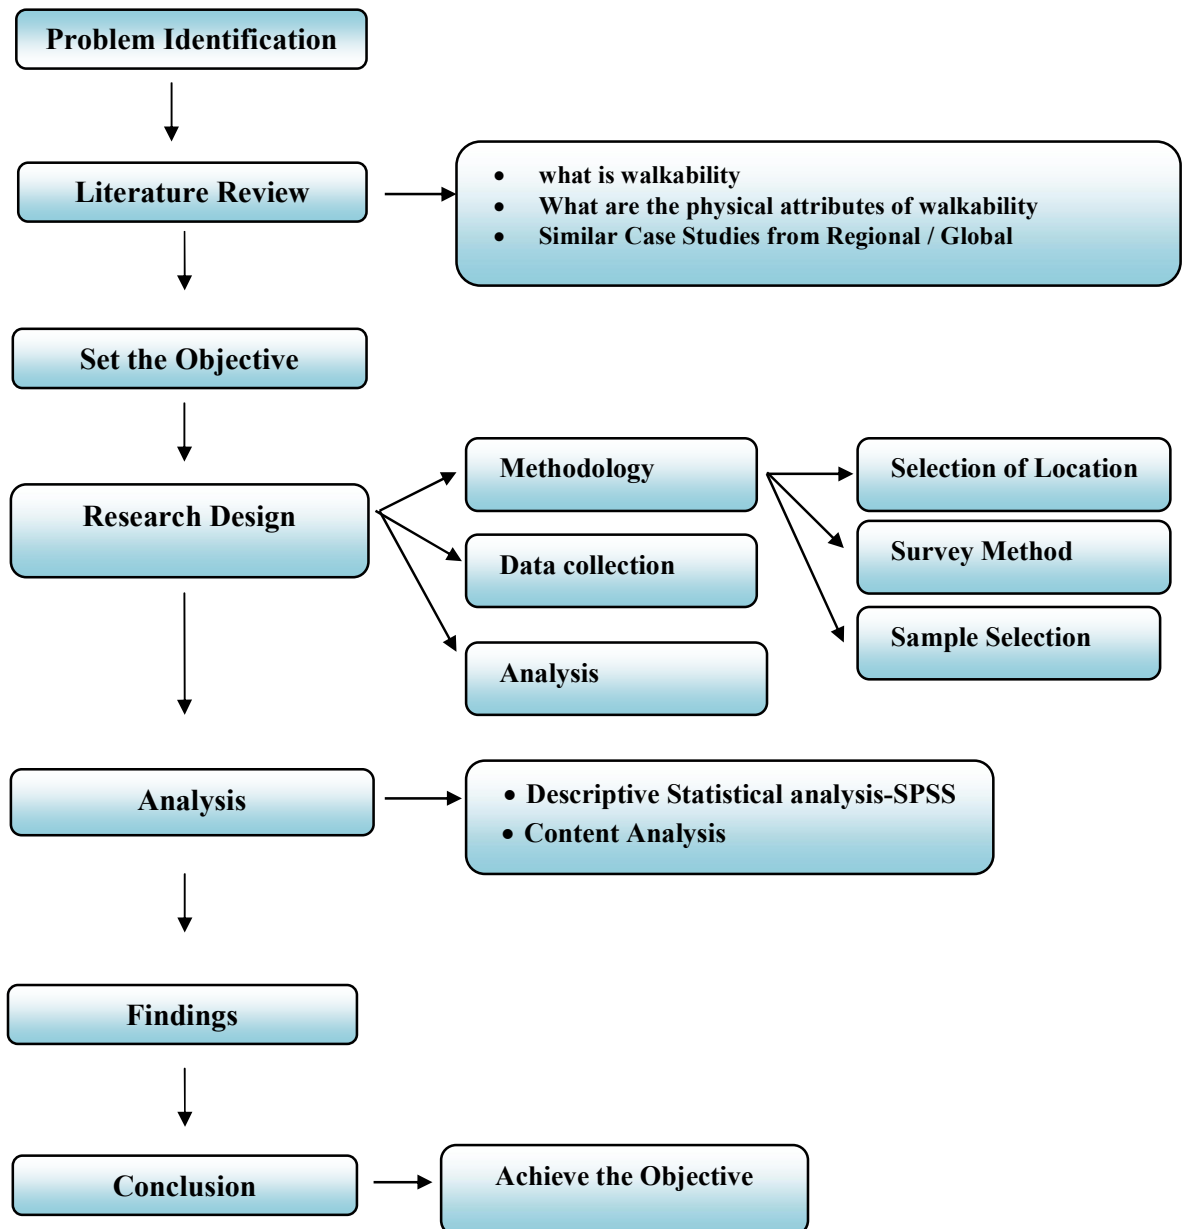 Problem Identification
Literature Review
• what is walkability
• What are the physical attributes of walkability
• Similar Case Studies from Regional / Global
Set the Objective
Research Design
Methodology
Selection of Location
Survey Method
Data collection
Sample Selection
Analysis
Analysis
• Descriptive Statistical analysis-SPSS
• Content Analysis
Findings
Conclusion
Achieve the Objective